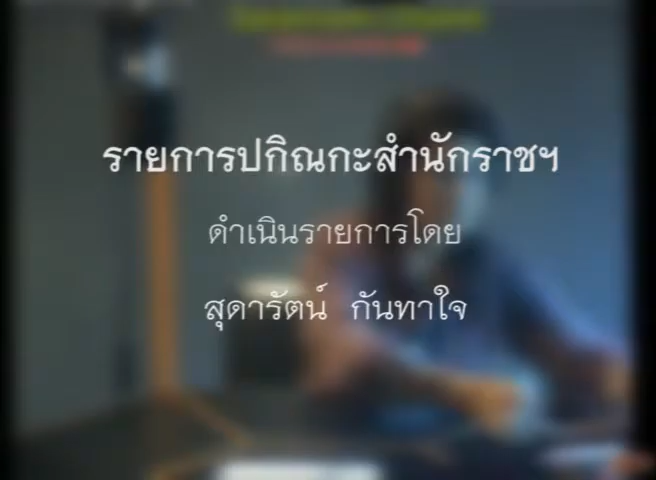 รายการปกิณกะสำนักราชฯ
ดำเนินรายการโดย
สุดารัตน์ กันทาใจ